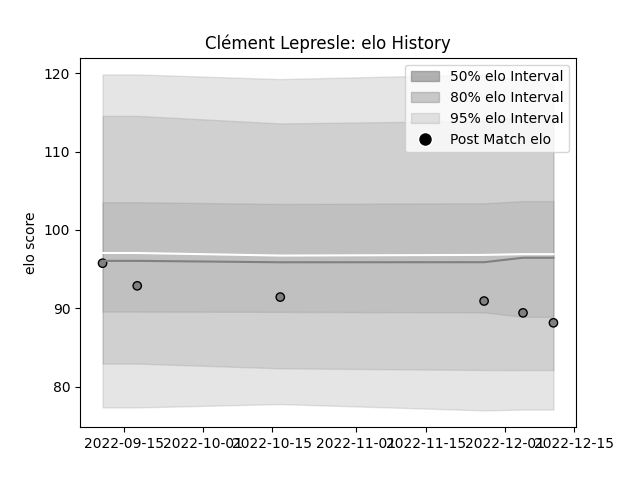 Clément Lepresle: elo History
120
110
100
90
80
elo score
50% elo Interval
80% elo Interval
95% elo Interval
Post Match elo
2022-09-15 2022-10-01 2022-10-15 2022-11-01 2022-11-15 2022-12-01 2022-12-15